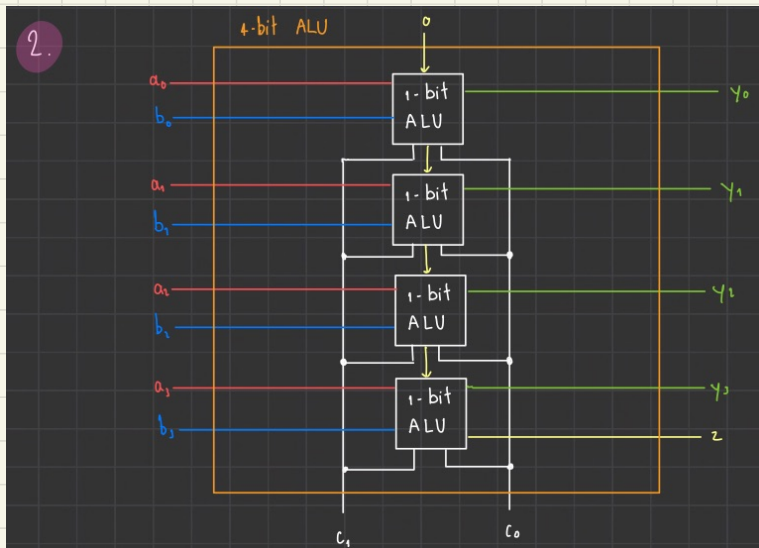 2.
4-bit ALU
0
a₀
b₀
1-bit
ALU
y₀
a₁
b₁
1-bit
ALU
y₁
a₂
b₂
1-bit
ALU
y₂
a₃
b₃
1-bit
ALU
y₃
z
C₁
C₀